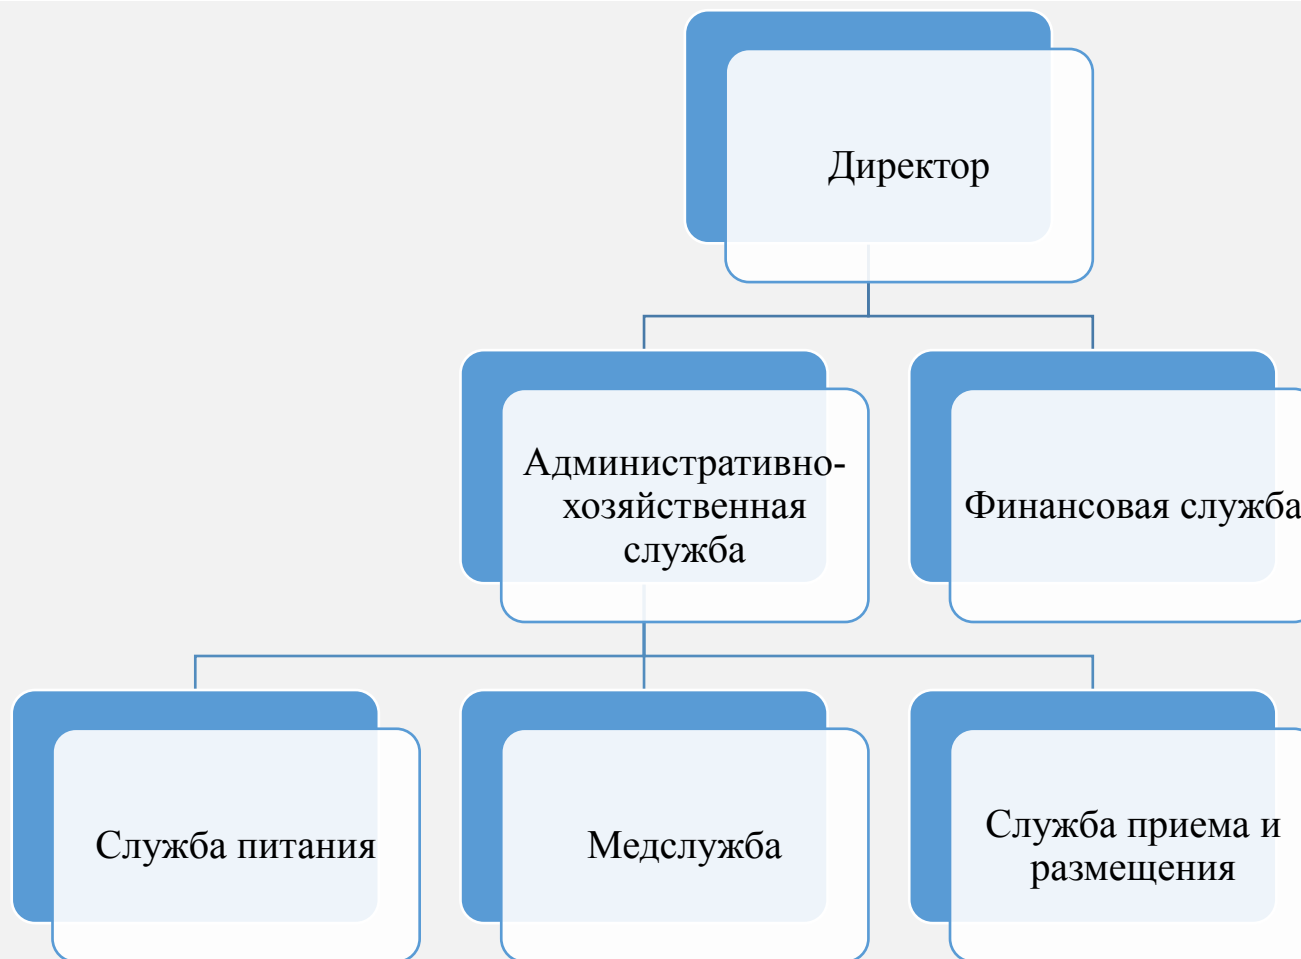 Директор
Административно-
хозяйственная
служба
Финансовая служба
Служба питания
Медслужба
Служба приема и
размещения